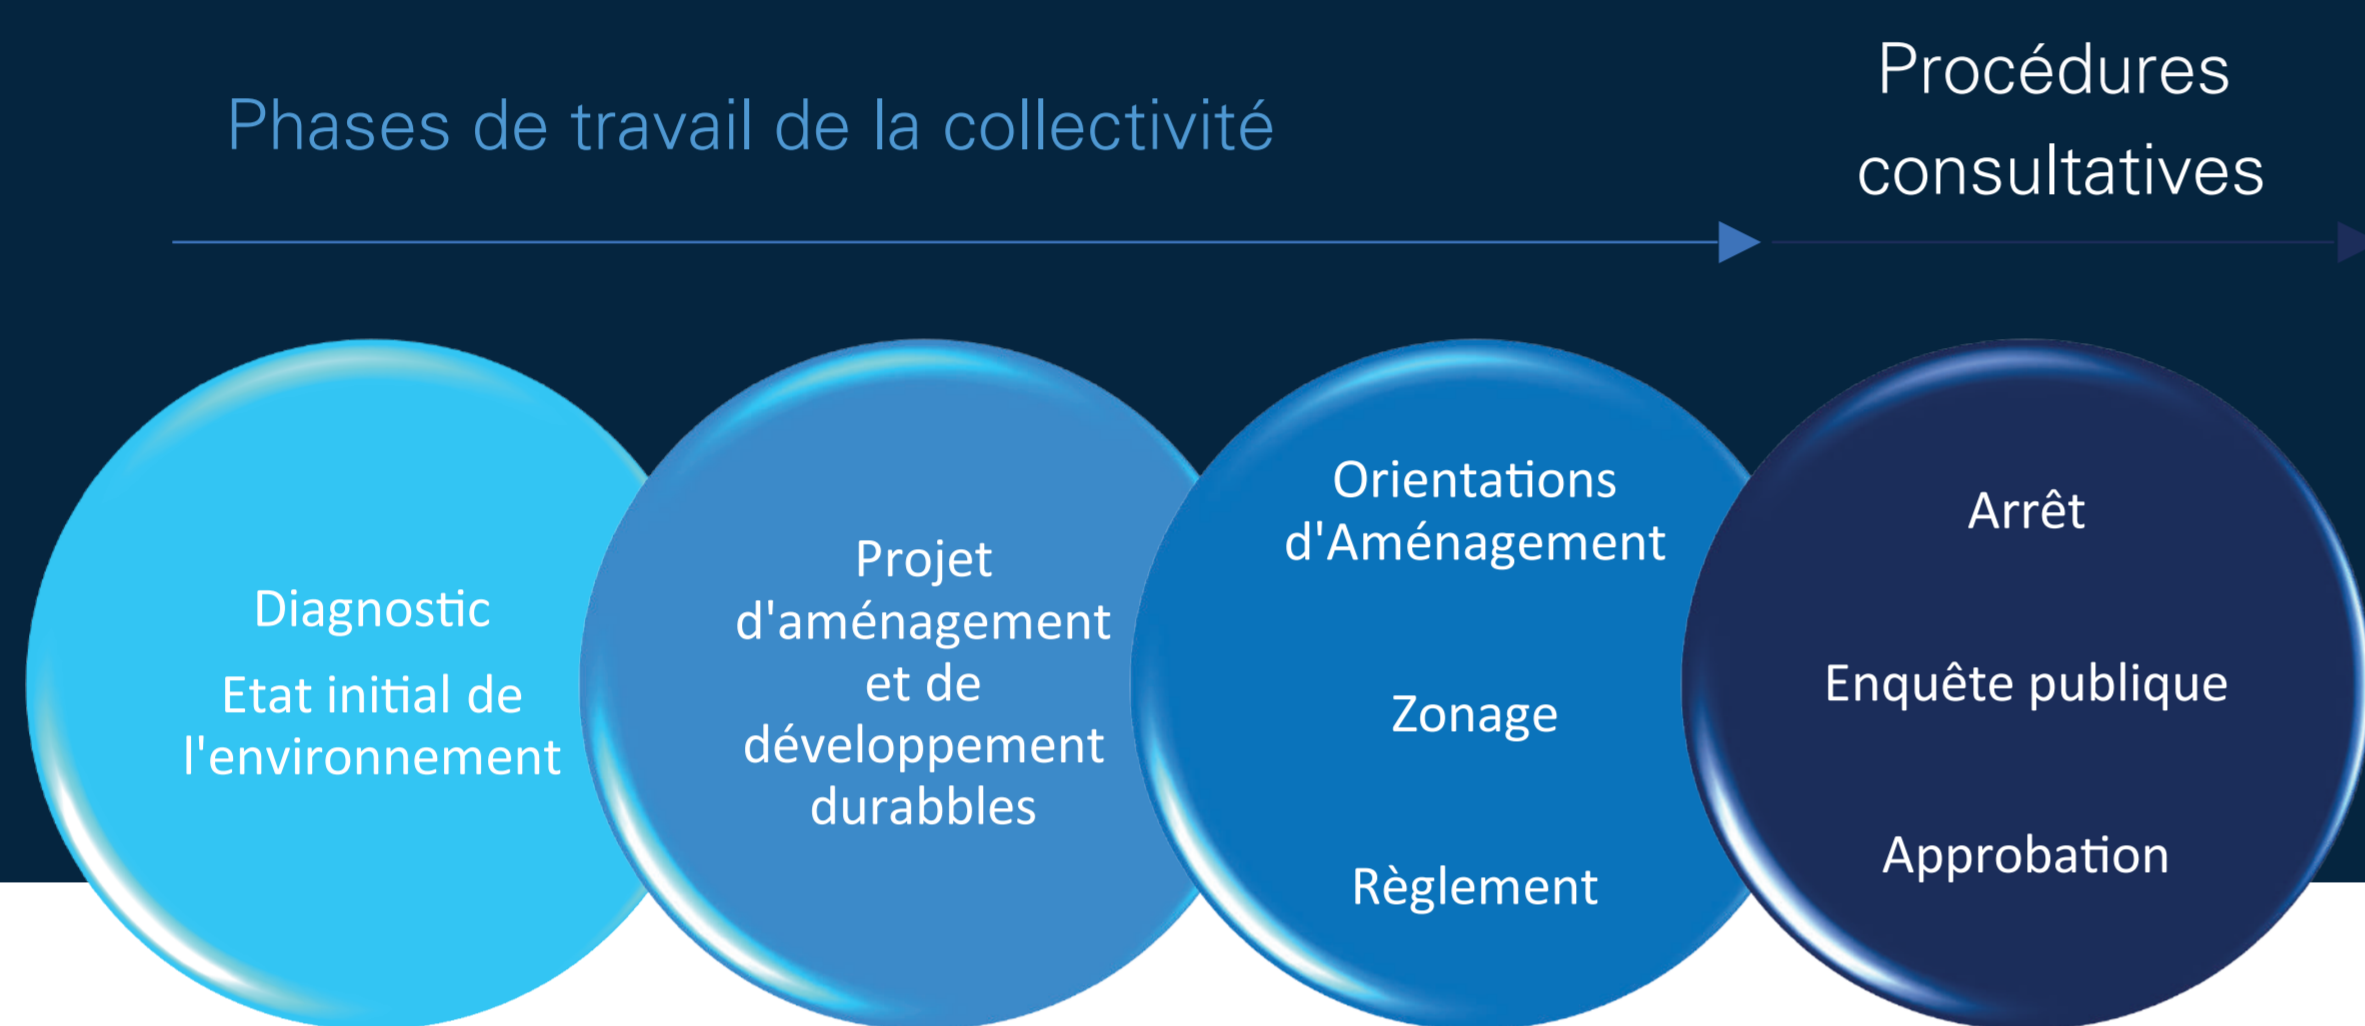 Phases de travail de la collectivité
Procédures
consultatives
Diagnostic
Etat initial de
l'environnement
Projet
d'aménagement
et de
développement
durabbles
Orientations
d'Aménagement
Zonage
Règlement
Arrêt
Enquête publique
Approbation